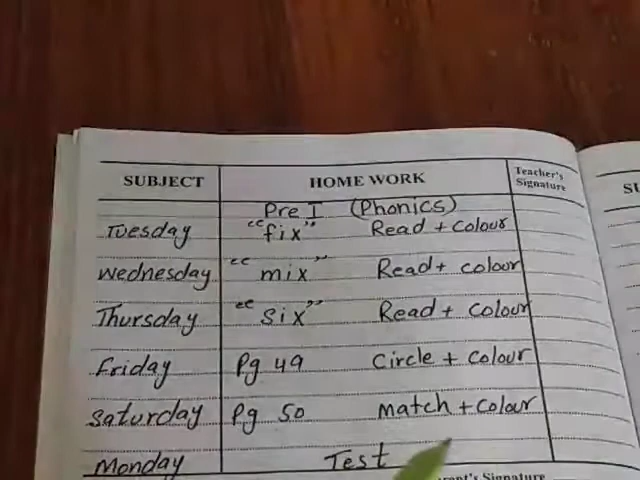 SUBJECT HOME WORK Teacher's Signature
Pre I (Phonics)
Tuesday "fix" Read + colour
Wednesday "mix" Read + colour
Thursday "six" Read + colour
Friday Pg 49 Circle + colour
Saturday Pg 50 match + colour
Monday Test
Signature